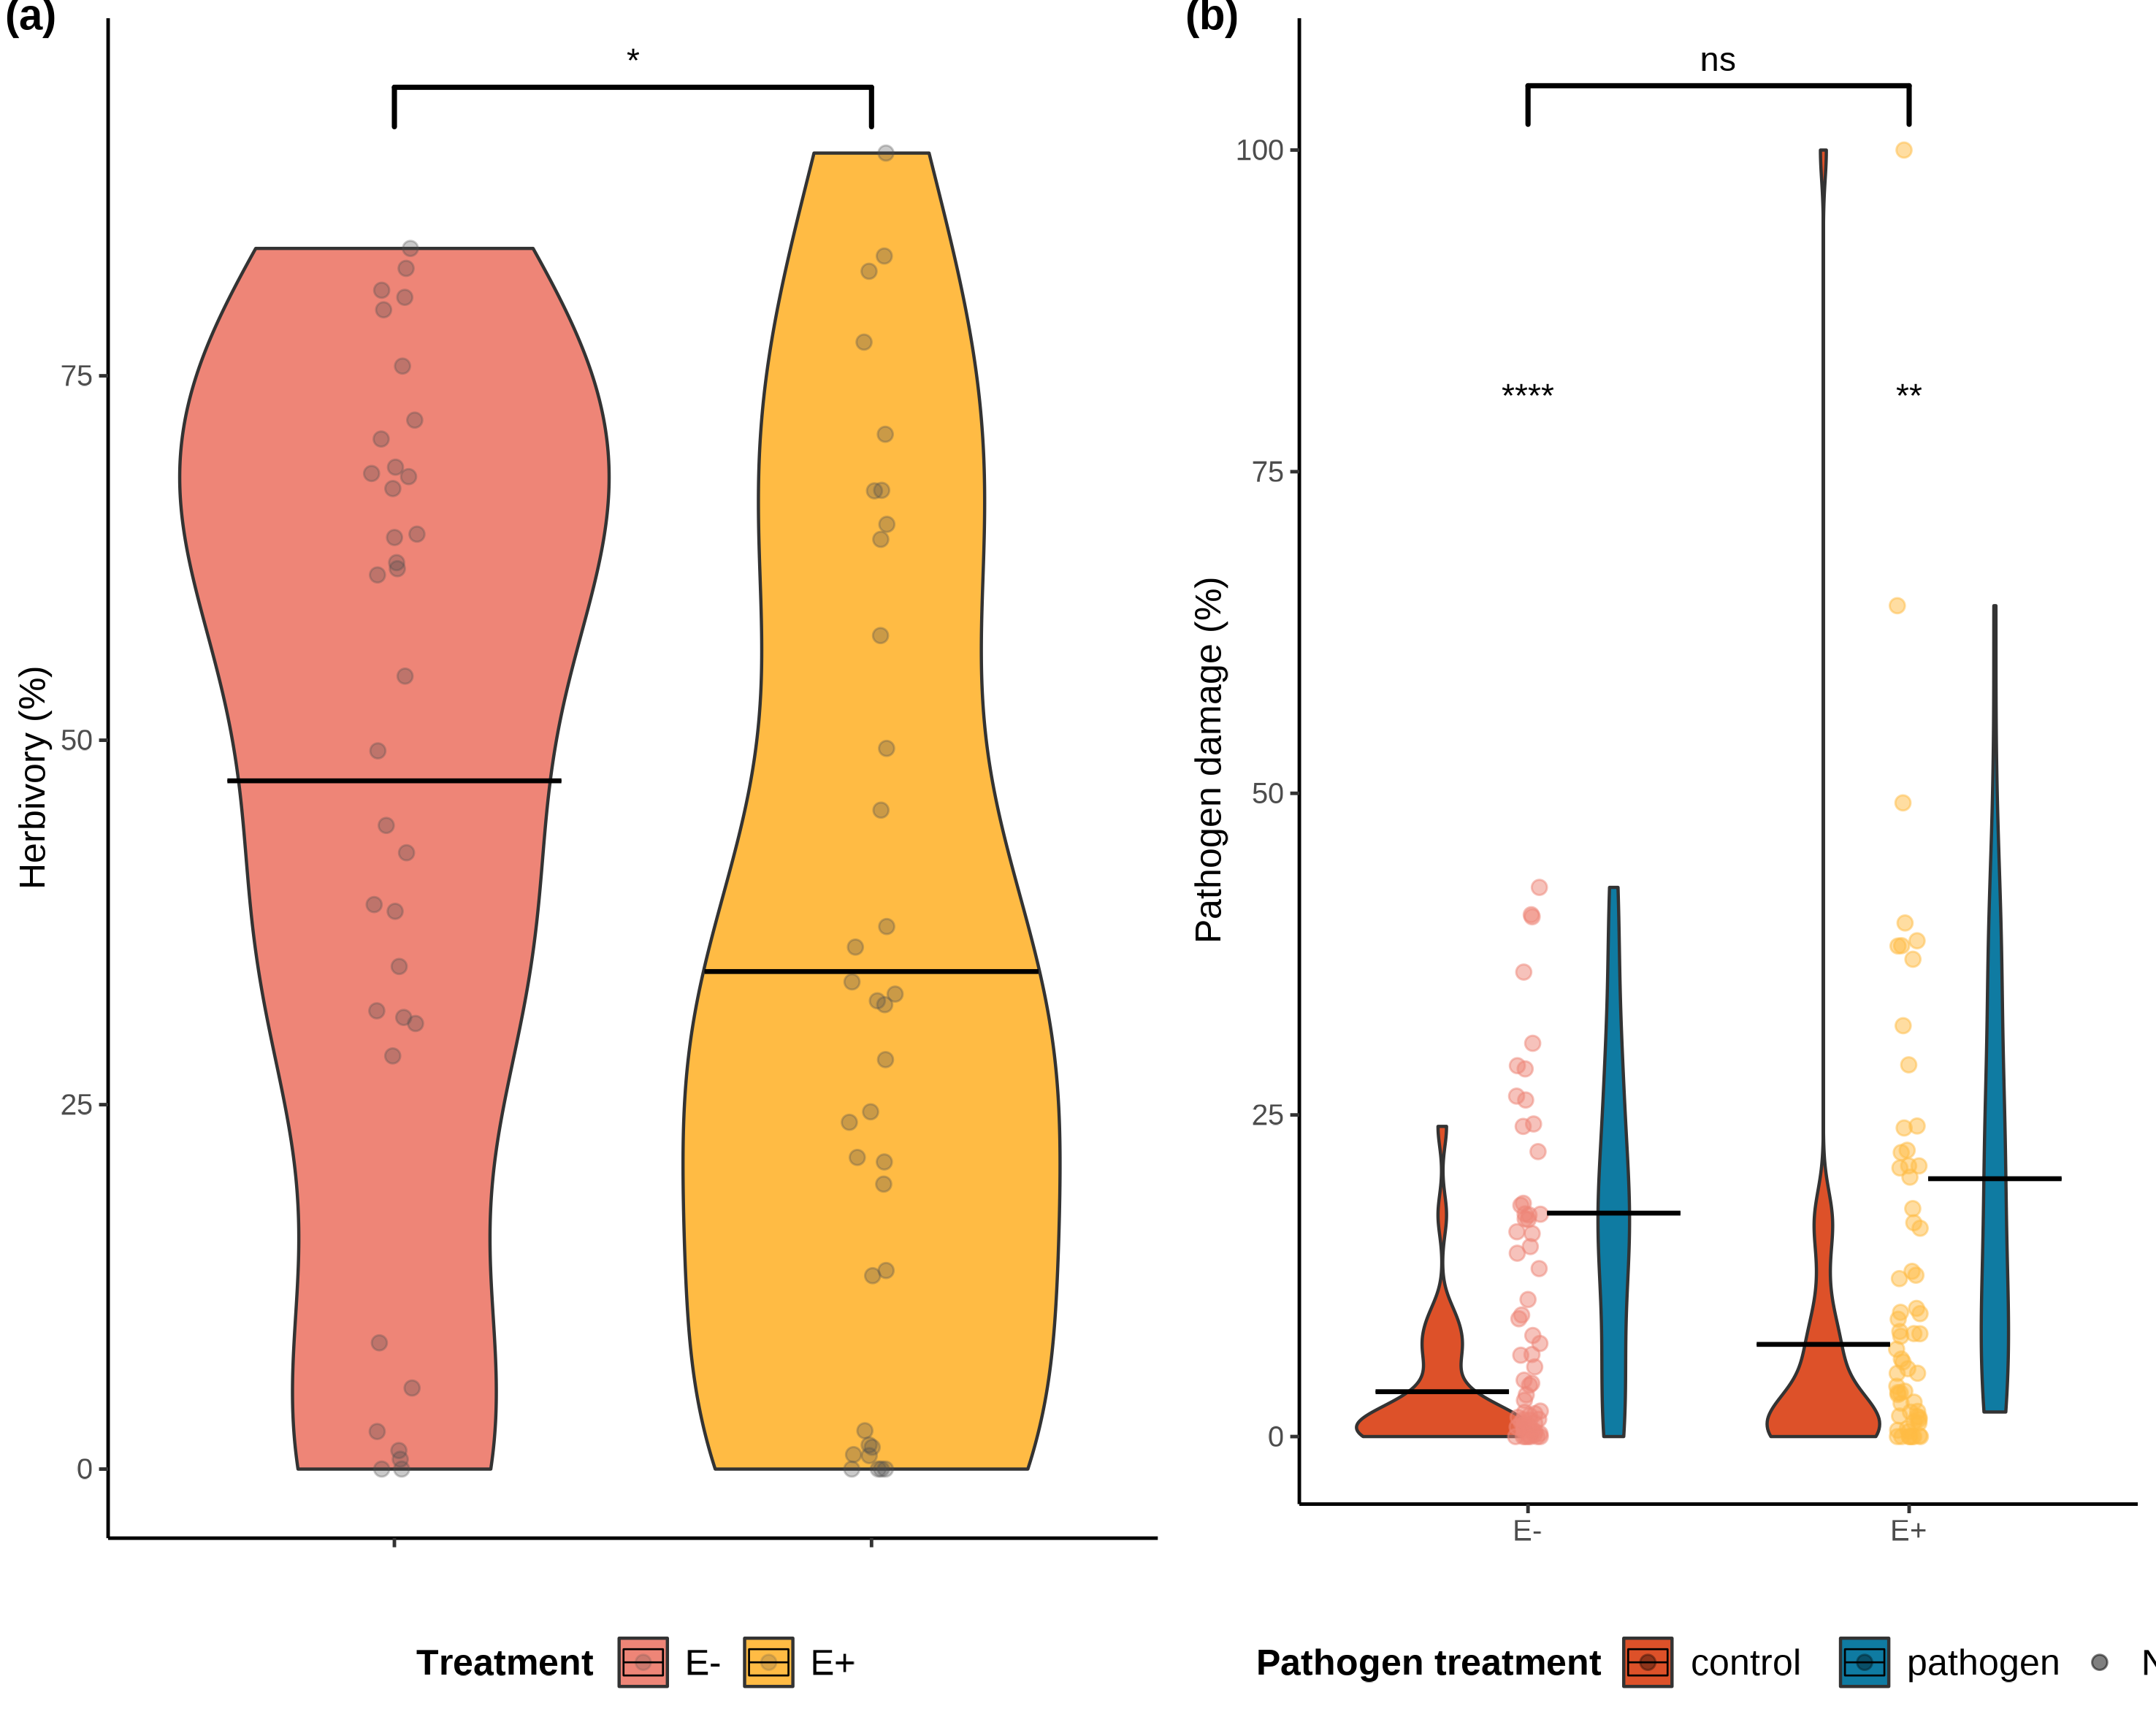 (a)
*
75
50
25
0
Herbivory (%)
Treatment E- E+
(b)
ns
100
75
50
25
0
**** **
Pathogen damage (%)
E- E+
Pathogen treatment control pathogen